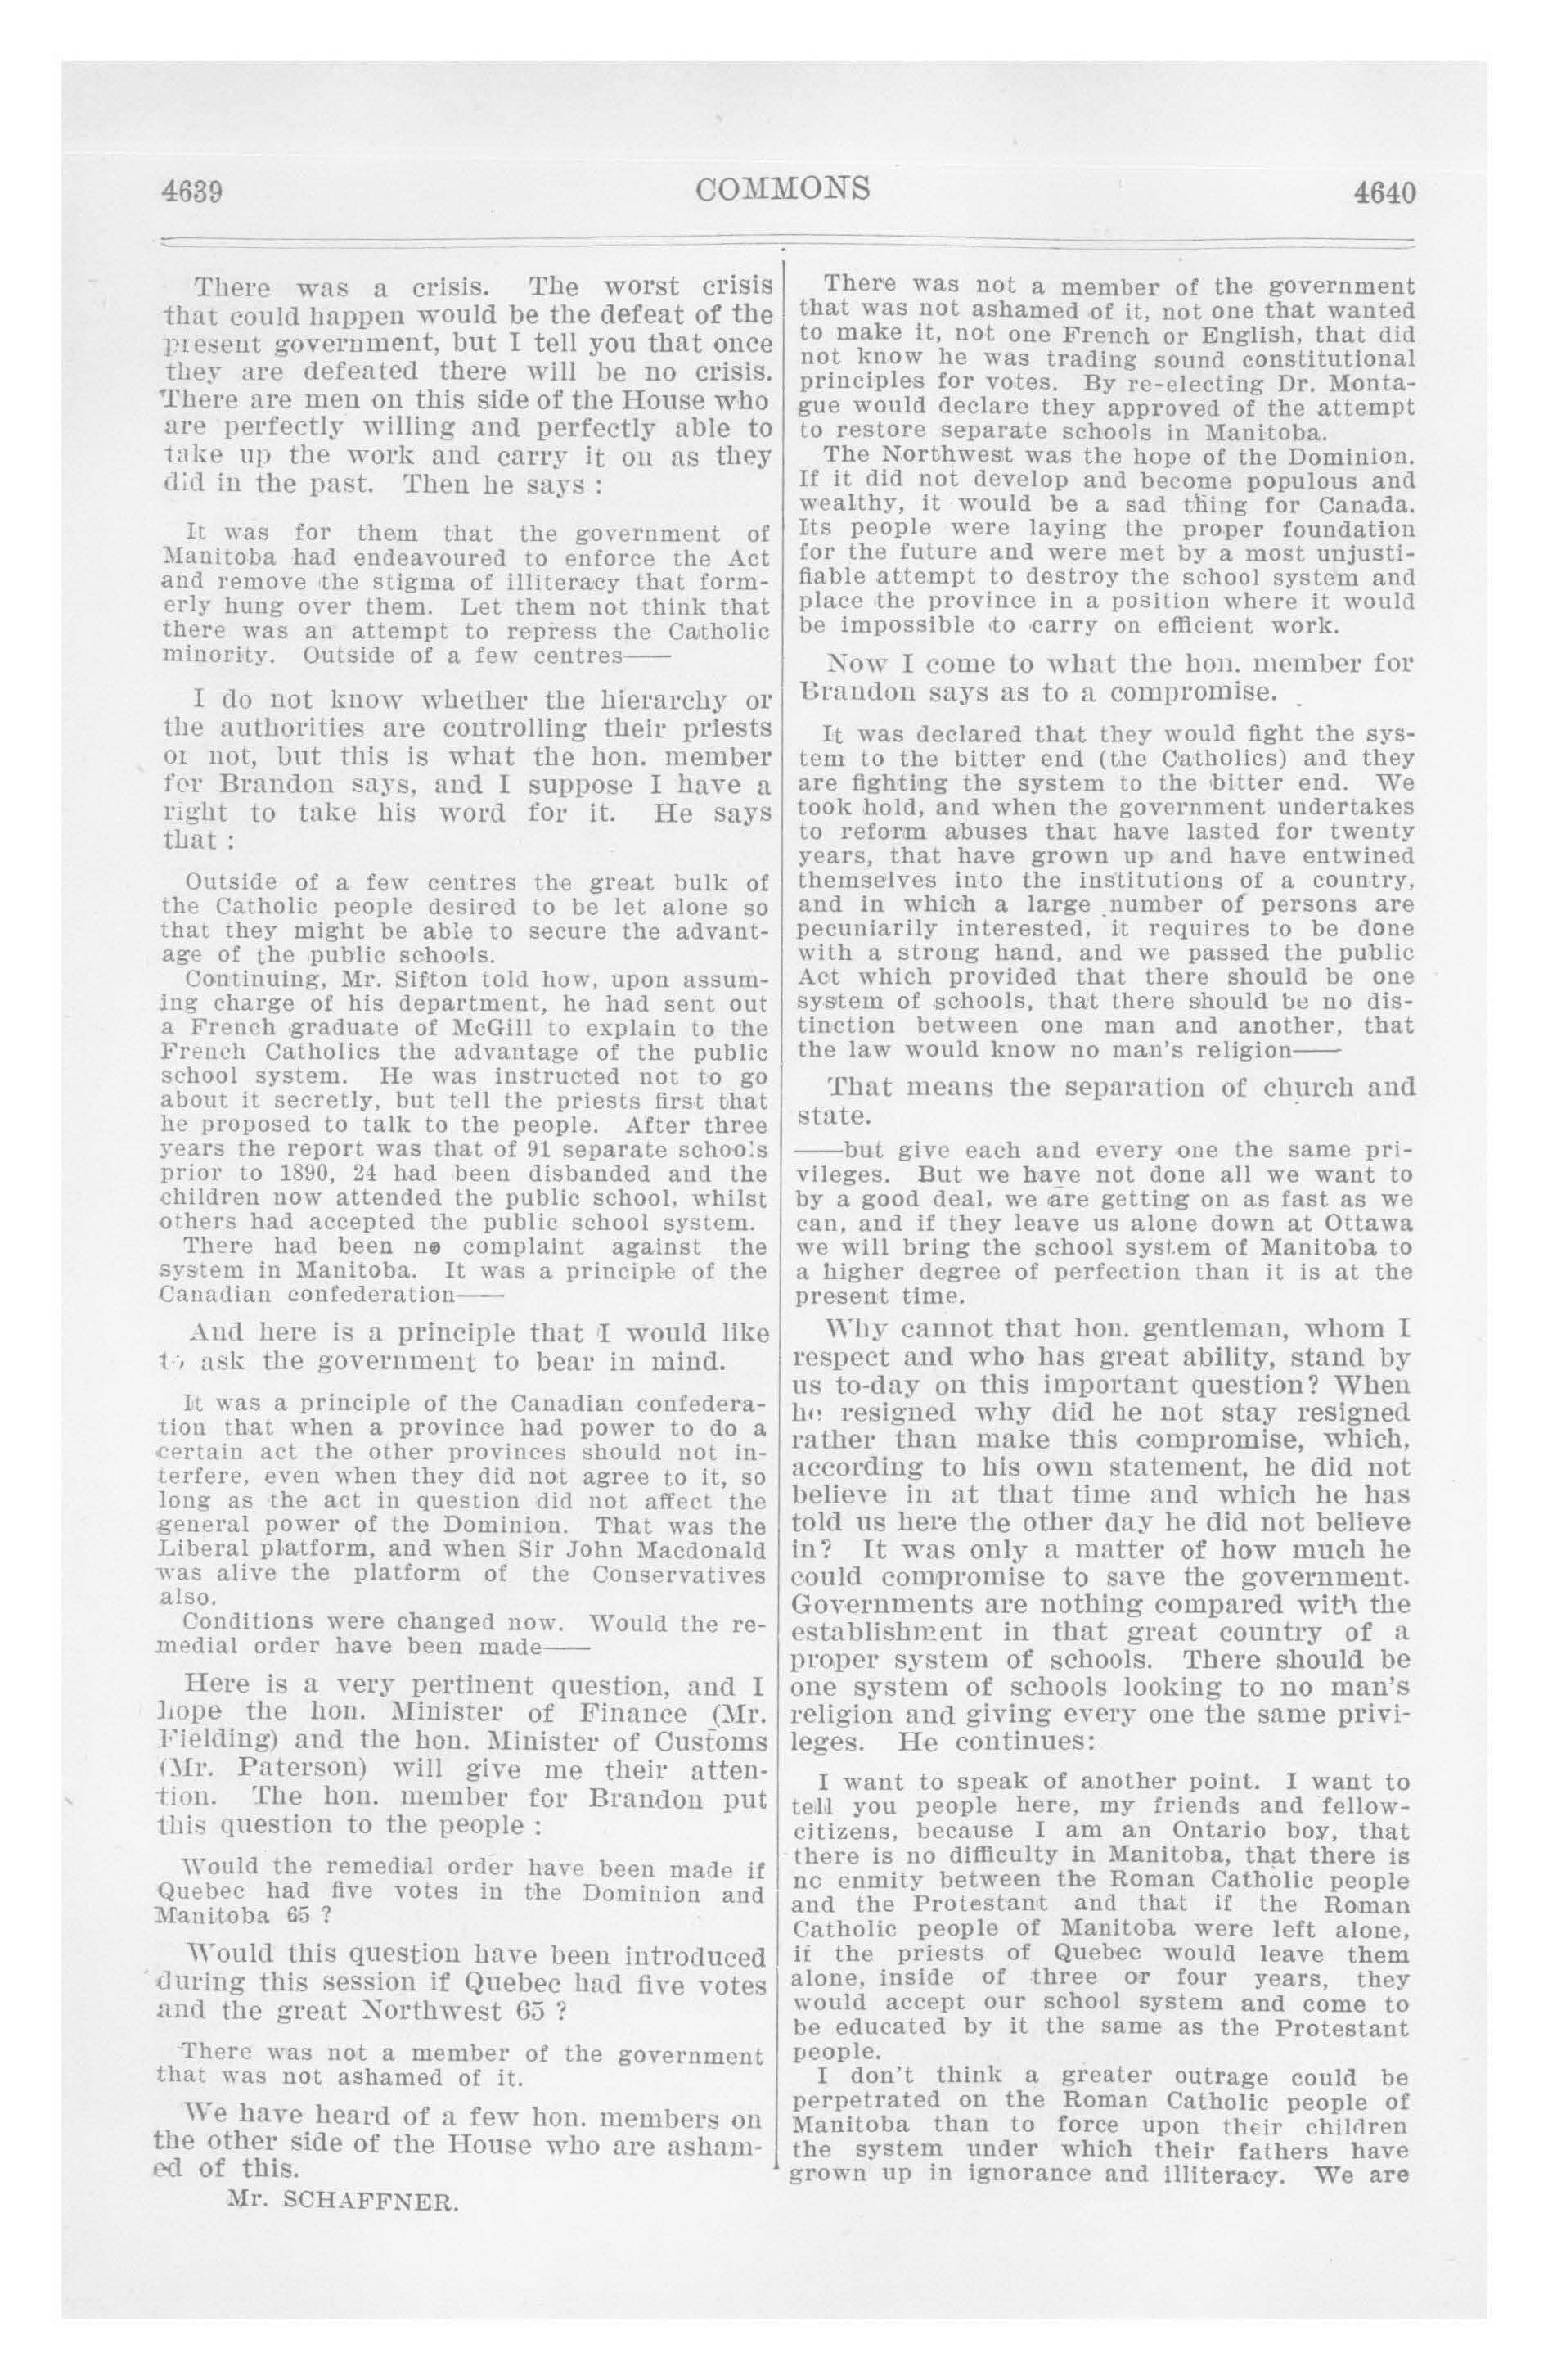 4639
COMMONS
4640
There was a crisis. The worst crisis
that could happen would be the defeat of the
present government, but I tell you that once
they are defeated there will be no crisis.
There are men on this side of the House who
are perfectly willing and perfectly able to
take up the work and carry it on as they
did in the past. Then he says :
It was for them that the government of
Manitoba had endeavoured to enforce the Act
and remove the stigma of illiteracy that form-
erly hung over them. Let them not think that
there was an attempt to repress the Catholic
minority. Outside of a few centres——
I do not know whether the hierarchy or
the authorities are controlling their priests
or not, but this is what the hon. member
for Brandon says, and I suppose I have a
right to take his word for it. He says
that :
Outside of a few centres the great bulk of
the Catholic people desired to be let alone so
that they might be able to secure the advant-
age of the public schools.
Continuing, Mr. Sifton told how, upon assum-
ing charge of his department, he had sent out
a French graduate of McGill to explain to the
French Catholics the advantage of the public
school system. He was instructed not to go
about it secretly, but tell the priests first that
he proposed to talk to the people. After three
years the report was that of 91 separate schools
prior to 1890, 24 had been disbanded and the
children now attended the public school, whilst
others had accepted the public school system.
There had been no complaint against the
system in Manitoba. It was a principle of the
Canadian confederation——
And here is a principle that I would like
to ask the government to bear in mind.
It was a principle of the Canadian confedera-
tion that when a province had power to do a
certain act the other provinces should not in-
terfere, even when they did not agree to it, so
long as the act in question did not affect the
general power of the Dominion. That was the
Liberal platform, and when Sir John Macdonald
was alive the platform of the Conservatives
also.
Conditions were changed now. Would the re-
medial order have been made——
Here is a very pertinent question, and I
hope the hon. Minister of Finance (Mr.
Fielding) and the hon. Minister of Customs
(Mr. Paterson) will give me their atten-
tion. The hon. member for Brandon put
this question to the people :
Would the remedial order have been made if
Quebec had five votes in the Dominion and
Manitoba 65 ?
Would this question have been introduced
during this session if Quebec had five votes
and the great Northwest 65 ?
There was not a member of the government
that was not ashamed of it.
We have heard of a few hon. members on
the other side of the House who are asham-
ed of this.
Mr. SCHAFFNER.
There was not a member of the government
that was not ashamed of it, not one that wanted
to make it, not one French or English, that did
not know he was trading sound constitutional
principles for votes. By re-electing Dr. Monta-
gue would declare they approved of the attempt
to restore separate schools in Manitoba.
The Northwest was the hope of the Dominion.
If it did not develop and become populous and
wealthy, it would be a sad thing for Canada.
Its people were laying the proper foundation
for the future and were met by a most unjusti-
fiable attempt to destroy the school system and
place the province in a position where it would
be impossible to carry on efficient work.
Now I come to what the hon. member for
Brandon says as to a compromise.
It was declared that they would fight the sys-
tem to the bitter end (the Catholics) and they
are fighting the system to the bitter end. We
took hold, and when the government undertakes
to reform abuses that have lasted for twenty
years, that have grown up and have entwined
themselves into the institutions of a country,
and in which a large number of persons are
pecuniarily interested, it requires to be done
with a strong hand, and we passed the public
Act which provided that there should be one
system of schools, that there should be no dis-
tinction between one man and another, that
the law would know no man's religion——
That means the separation of church and
state.
——but give each and every one the same pri-
vileges. But we have not done all we want to
by a good deal, we are getting on as fast as we
can, and if they leave us alone down at Ottawa
we will bring the school system of Manitoba to
a higher degree of perfection than it is at the
present time.
Why cannot that hon. gentleman, whom I
respect and who has great ability, stand by
us to-day on this important question? When
he resigned why did he not stay resigned
rather than make this compromise, which,
according to his own statement, he did not
believe in at that time and which he has
told us here the other day he did not believe
in? It was only a matter of how much he
could compromise to save the government.
Governments are nothing compared with the
establishment in that great country of a
proper system of schools. There should be
one system of schools looking to no man's
religion and giving every one the same privi-
leges. He continues:
I want to speak of another point. I want to
tell you people here, my friends and fellow-
citizens, because I am an Ontario boy, that
there is no difficulty in Manitoba, that there is
no enmity between the Roman Catholic people
and the Protestant and that if the Roman
Catholic people of Manitoba were left alone,
if the priests of Quebec would leave them
alone, inside of three or four years, they
would accept our school system and come to
be educated by it the same as the Protestant
people.
I don't think a greater outrage could be
perpetrated on the Roman Catholic people of
Manitoba than to force upon their children
the system under which their fathers have
grown up in ignorance and illiteracy. We are